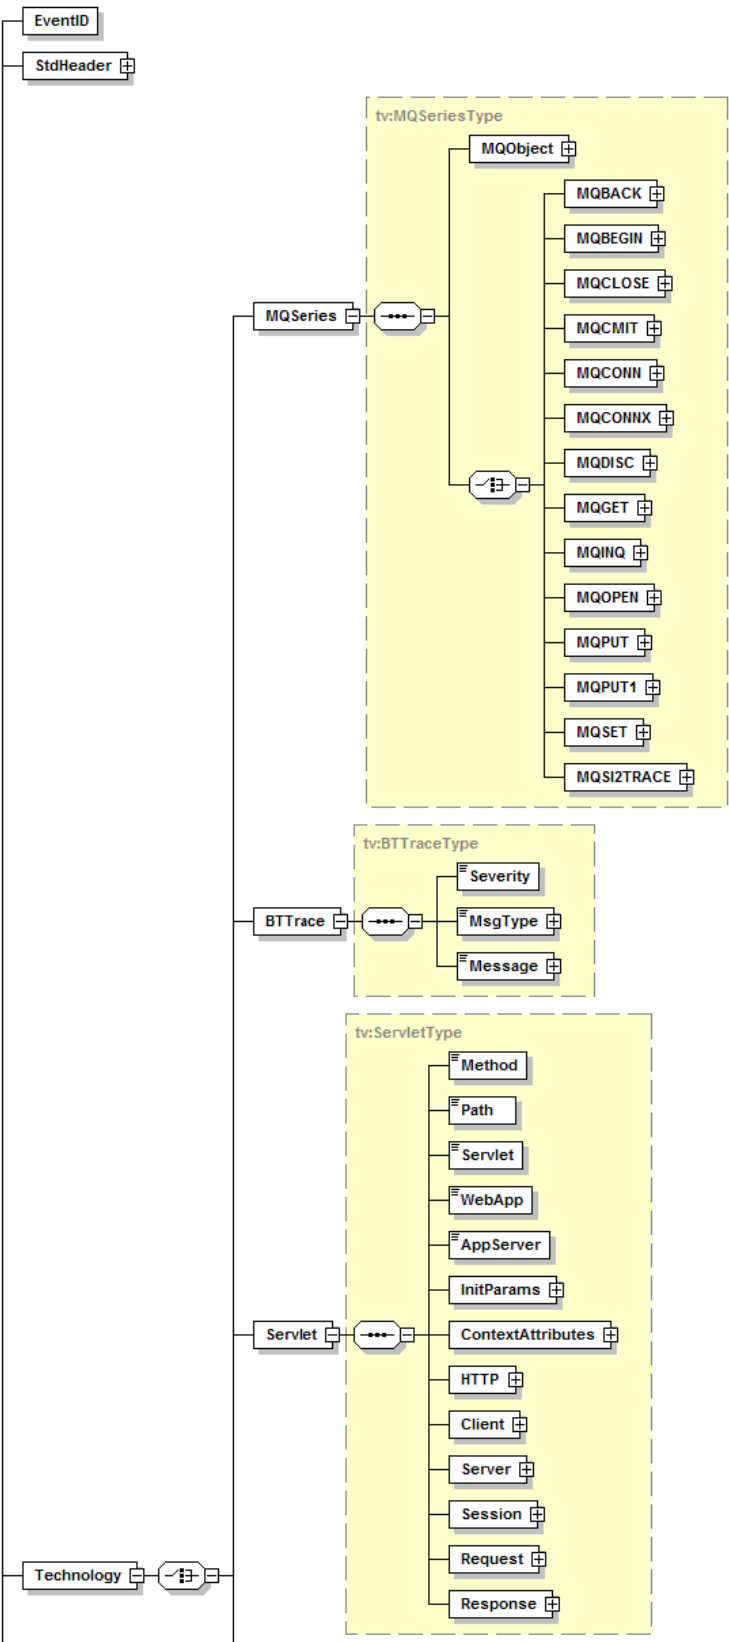 EventID
StdHeader
tv:MQSeriesType
MQObject
MQBACK
MQBEGIN
MQCLOSE
MQSeries
MQCMIT
MQCONN
MQCONNX
MQDISC
MQGET
MQINQ
MQOPEN
MQPUT
MQPUT1
MQSET
MQSI2TRACE
tv:BTTraceType
Severity
BTTrace
MsgType
Message
tv:ServletType
Method
Path
Servlet
WebApp
AppServer
InitParams
Servlet
ContextAttributes
HTTP
Client
Server
Session
Request
Technology
Response